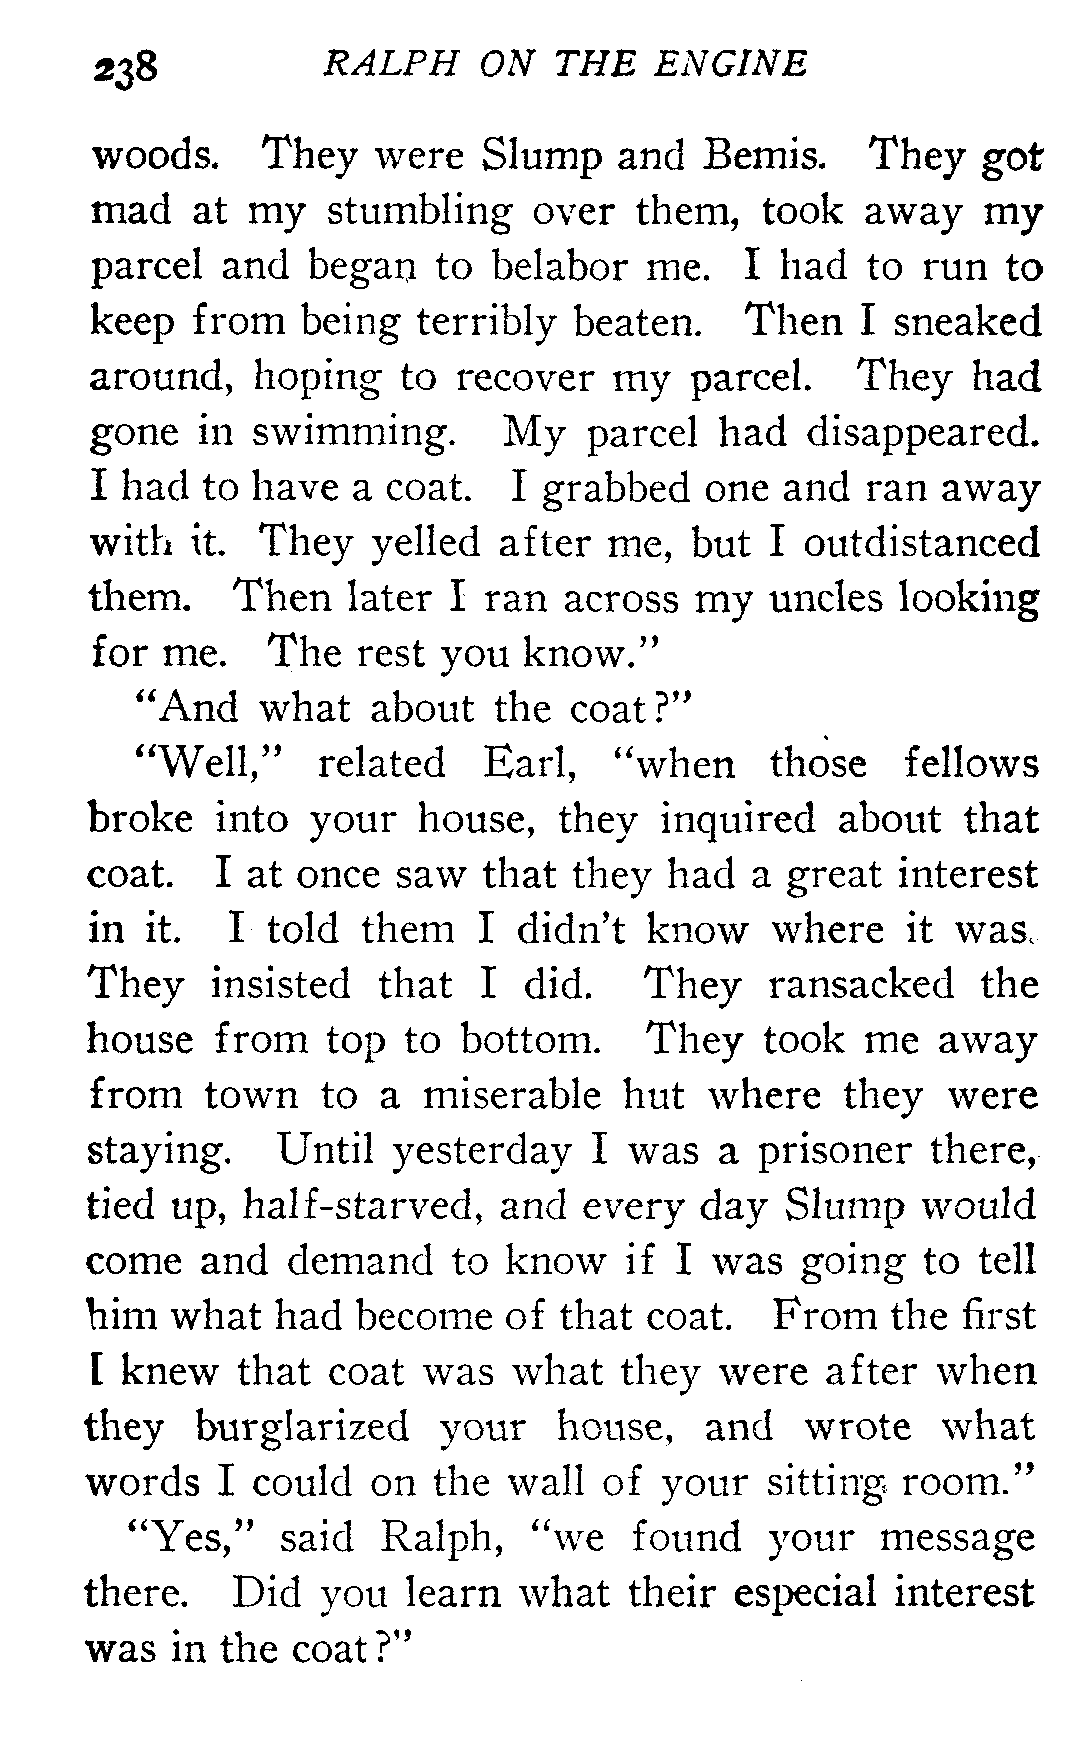 238 RALPH ON THE ENGINE
woods. They were Slump and Bemis. They got
mad at my stumbling over them, took away my
parcel and began to belabor me. I had to run to
keep from being terribly beaten. Then I sneaked
around, hoping to recover my parcel. They had
gone in swimming. My parcel had disappeared.
I had to have a coat. I grabbed one and ran away
with it. They yelled after me, but I outdistanced
them. Then later I ran across my uncles looking
for me. The rest you know."
"And what about the coat?"
"Well," related Earl, "when those fellows
broke into your house, they inquired about that
coat. I at once saw that they had a great interest
in it. I told them I didn't know where it was.
They insisted that I did. They ransacked the
house from top to bottom. They took me away
from town to a miserable hut where they were
staying. Until yesterday I was a prisoner there,
tied up, half-starved, and every day Slump would
come and demand to know if I was going to tell
him what had become of that coat. From the first
I knew that coat was what they were after when
they burglarized your house, and wrote what
words I could on the wall of your sitting room."
"Yes," said Ralph, "we found your message
there. Did you learn what their especial interest
was in the coat?"